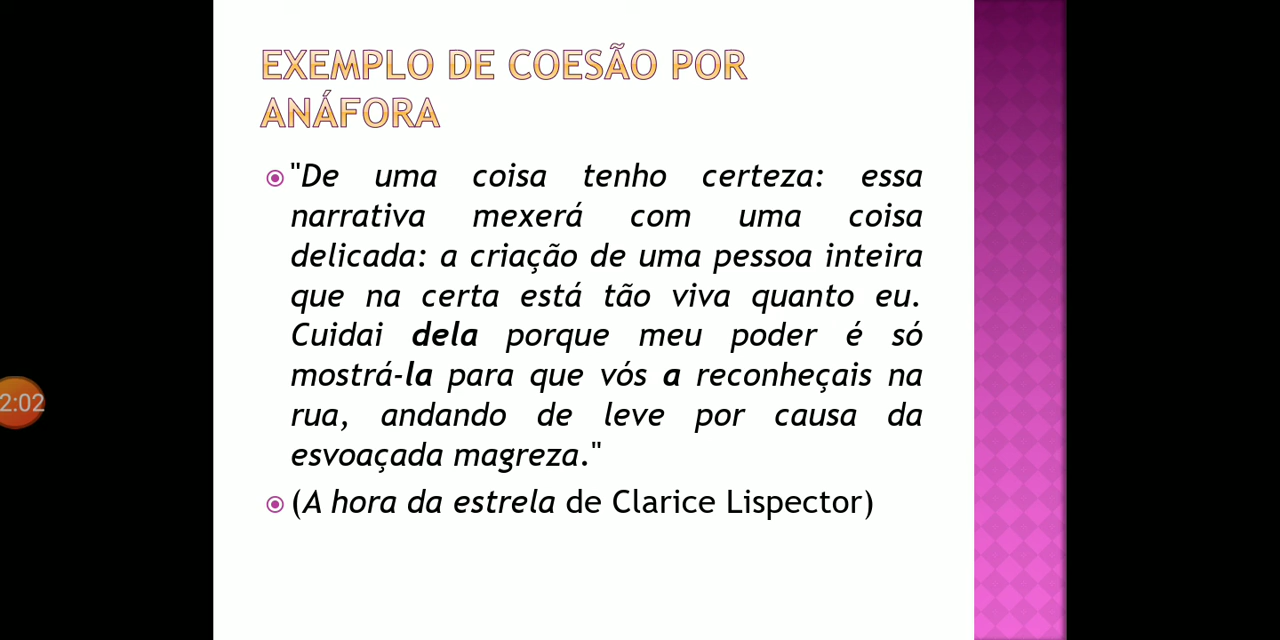 EXEMPLO DE COESÃO POR
ANÁFORA
"De uma coisa tenho certeza: essa
narrativa mexerá com uma coisa
delicada: a criação de uma pessoa inteira
que na certa está tão viva quanto eu.
Cuidai dela porque meu poder é só
mostrá-la para que vós a reconheçais na
rua, andando de leve por causa da
esvoaçada magreza."
(A hora da estrela de Clarice Lispector)
2:02